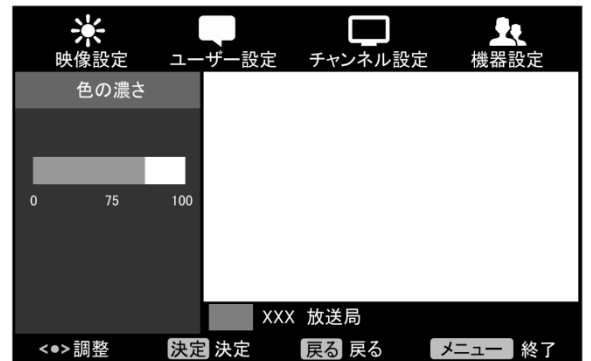 映像設定 ユーザー設定 チャンネル設定 機器設定
色の濃さ
0 75 100
XXX 放送局
<●>調整 決定 決定 戻る 戻る メニュー 終了